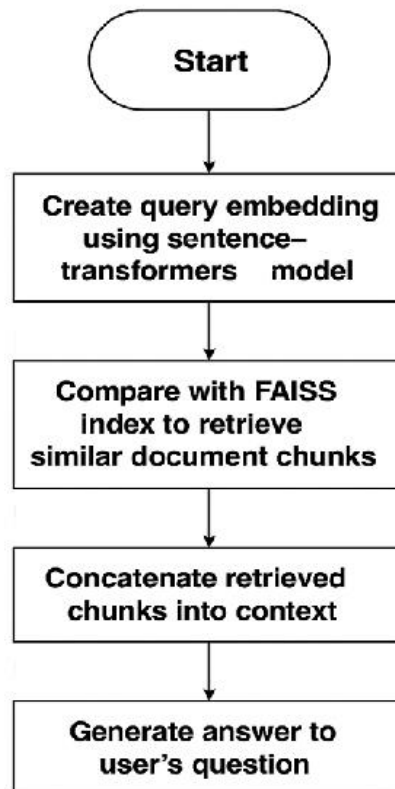 Start
Create query embedding
using sentence–
transformers model
Compare with FAISS
index to retrieve
similar document chunks
Concatenate retrieved
chunks into context
Generate answer to
user's question